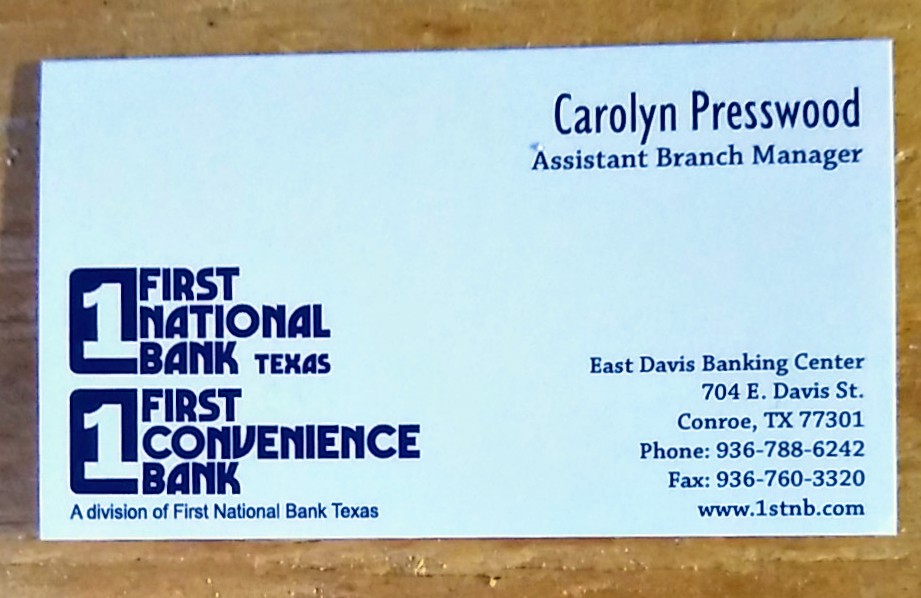 Carolyn Presswood
Assistant Branch Manager
1 FIRST
NATIONAL
BANK TEXAS
1 FIRST
CONVENIENCE
BANK
A division of First National Bank Texas
East Davis Banking Center
704 E. Davis St.
Conroe, TX 77301
Phone: 936-788-6242
Fax: 936-760-3320
www.1stnb.com